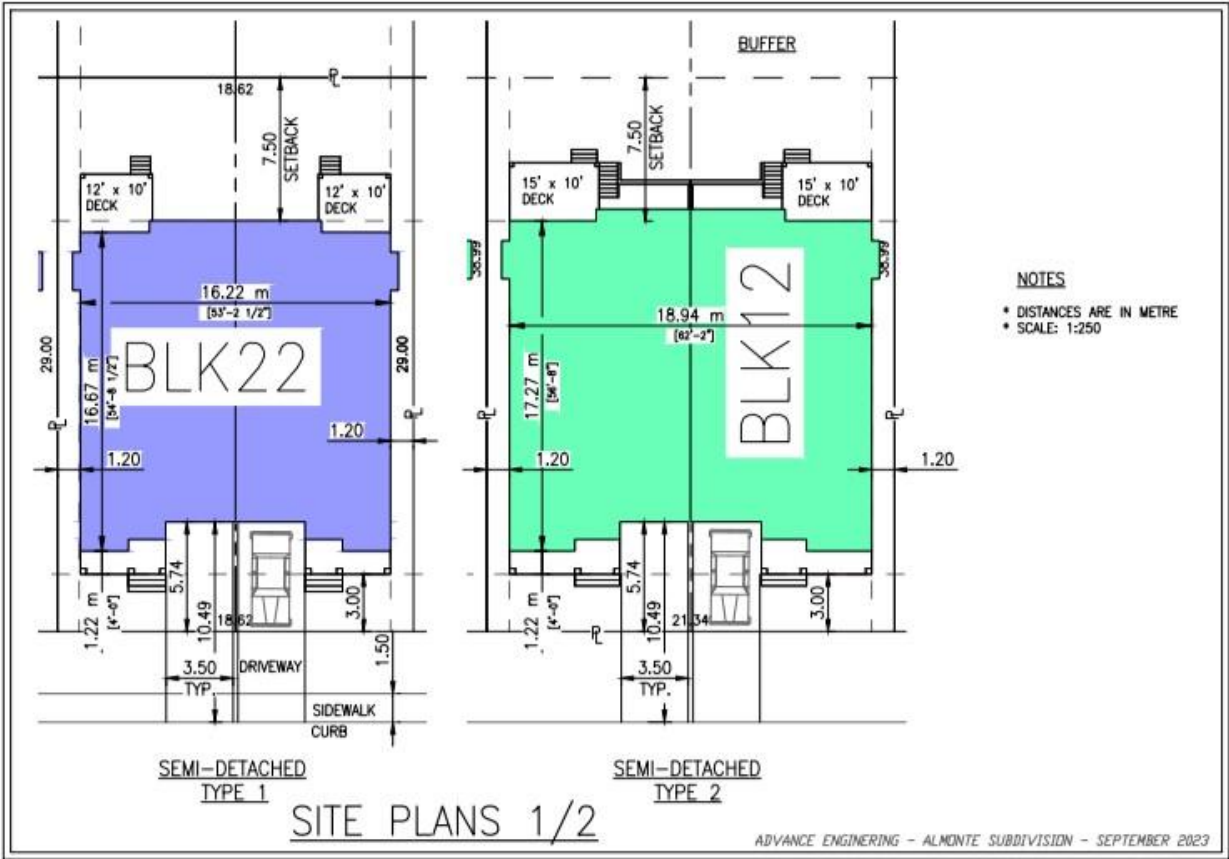 BUFFER
P
L
18.62
7.50
SETBACK
12' x 10'
DECK
12' x 10'
DECK
16.22 m
[53'-2 1/2"]
BLK22
29.00
29.00
16.67 m
[54'-8 1/2"]
P
L
P
L
1.20
1.20
5.74
10.49
1.22 m
[4'-0"]
18.62
3.00
1.50
3.50
TYP.
DRIVEWAY
SIDEWALK
CURB
SEMI-DETACHED
TYPE 1
7.50
SETBACK
15' x 10'
DECK
15' x 10'
DECK
38.99
38.99
18.94 m
[62'-2"]
BLK12
17.27 m
[56'-8"]
P
L
P
L
1.20
1.20
5.74
10.49
1.22 m
[4'-0"]
P
L
21.34
3.00
3.50
TYP.
SEMI-DETACHED
TYPE 2
NOTES
* DISTANCES ARE IN METRE
* SCALE: 1:250
SITE PLANS 1/2
ADVANCE ENGINERING - ALMONTE SUBDIVISION - SEPTEMBER 2023